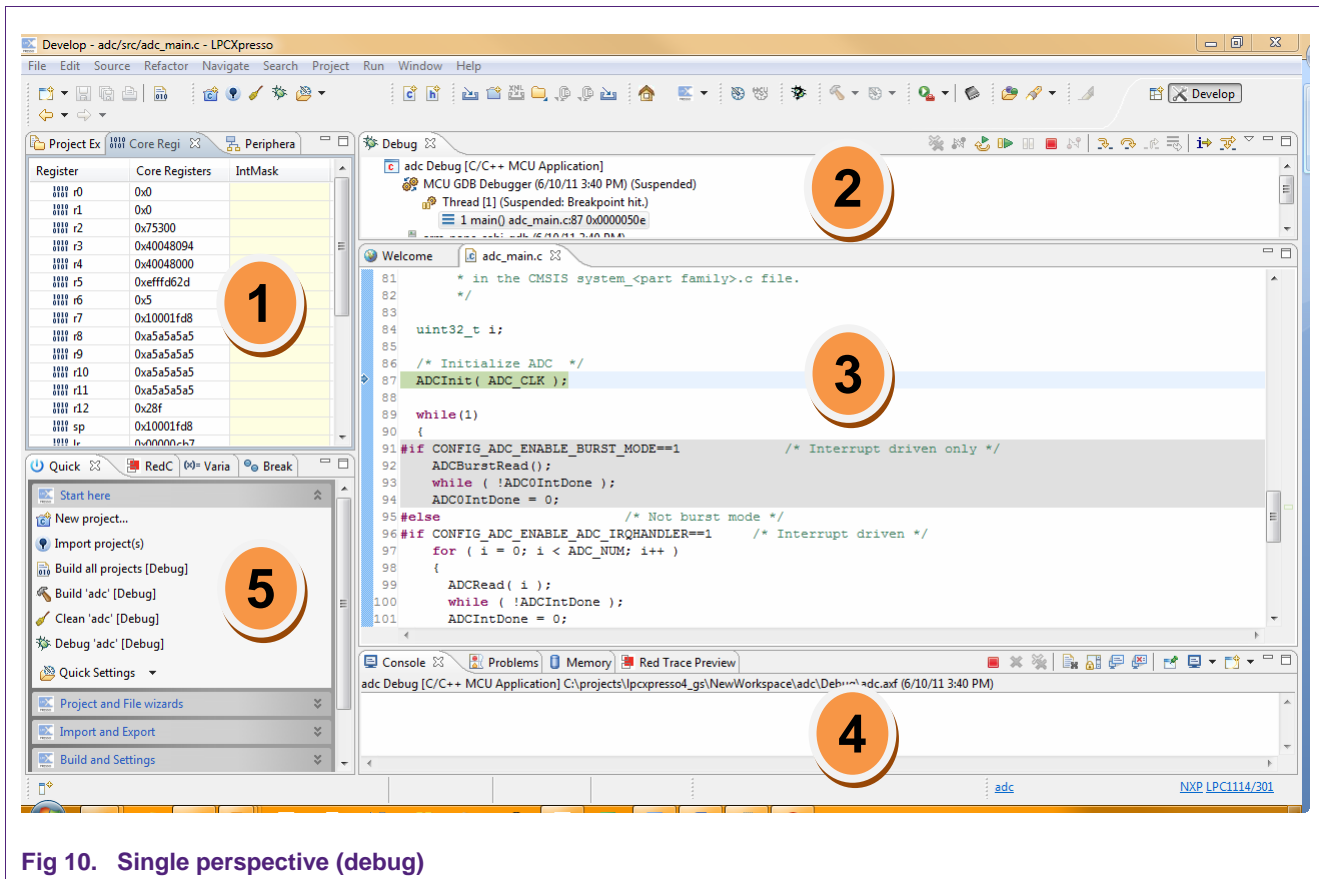 Develop - adc/src/adc_main.c - LPCXpresso
File Edit Source Refactor Navigate Search Project Run Window Help
Develop
Project Ex Core Regi Periphera
Register Core Registers IntMask
r0 0x0
r1 0x0
r2 0x75300
r3 0x40048094
r4 0x40048000
r5 0xefffd62d
r6 0x5
r7 0x10001fd8
r8 0xa5a5a5a5
r9 0xa5a5a5a5
r10 0xa5a5a5a5
r11 0xa5a5a5a5
r12 0x28f
sp 0x10001fd8
lr 0x00000cb7
1
Debug
adc Debug [C/C++ MCU Application]
MCU GDB Debugger (6/10/11 3:40 PM) (Suspended)
Thread [1] (Suspended: Breakpoint hit.)
1 main() adc_main.c:87 0x0000050e
2
Welcome adc_main.c
81 * in the CMSIS system_<part family>.c file.
82 */
83
84 uint32_t i;
85
86 /* Initialize ADC */
87 ADCInit( ADC_CLK );
88
89 while(1)
90 {
91 #if CONFIG_ADC_ENABLE_BURST_MODE==1 /* Interrupt driven only */
92 ADCBurstRead();
93 while ( !ADC0IntDone );
94 ADC0IntDone = 0;
95 #else /* Not burst mode */
96 #if CONFIG_ADC_ENABLE_ADC_IRQHANDLER==1 /* Interrupt driven */
97 for ( i = 0; i < ADC_NUM; i++ )
98 {
99 ADCRead( i );
100 while ( !ADCIntDone );
101 ADCIntDone = 0;
3
Quick RedC (x)= Varia Break
Start here
New project...
Import project(s)
Build all projects [Debug]
Build 'adc' [Debug]
Clean 'adc' [Debug]
Debug 'adc' [Debug]
Quick Settings
Project and File wizards
Import and Export
Build and Settings
5
Console Problems Memory Red Trace Preview
adc Debug [C/C++ MCU Application] C:\projects\lpcxpresso4_gs\NewWorkspace\adc\Debug\adc.axf (6/10/11 3:40 PM)
4
adc NXP LPC1114/301
Fig 10. Single perspective (debug)